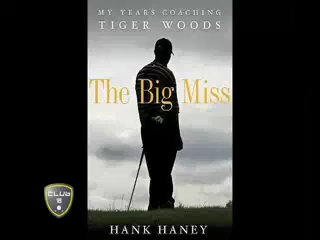 MY YEARS COACHING
TIGER WOODS
The Big Miss
CLUB
HANK HANEY